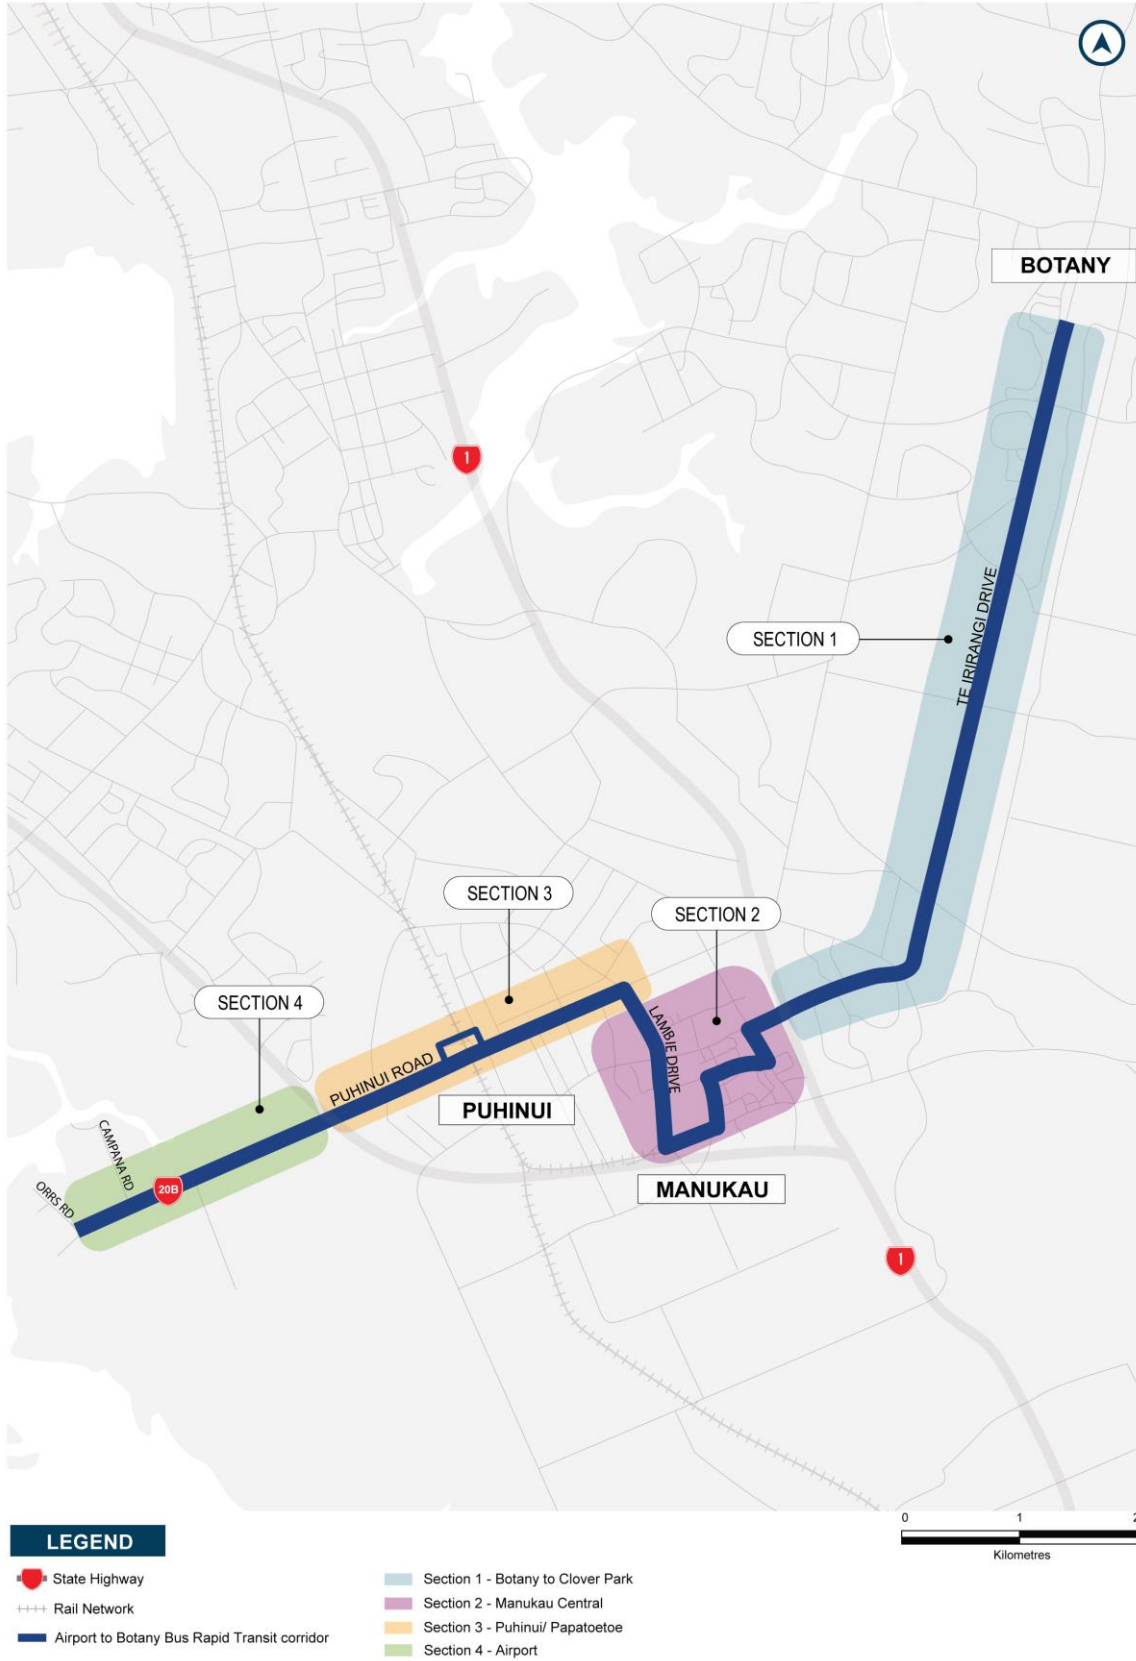 BOTANY
1
SECTION 1
TE IRIRANGI DRIVE
SECTION 3
SECTION 2
SECTION 4
LAMBIE DRIVE
PUHINUI ROAD
PUHINUI
CAMPANA RD
20B
ORRS RD
MANUKAU
1
0 1 2
Kilometres
LEGEND
State Highway
Rail Network
Airport to Botany Bus Rapid Transit corridor
Section 1 - Botany to Clover Park
Section 2 - Manukau Central
Section 3 - Puhinui/ Papatoetoe
Section 4 - Airport